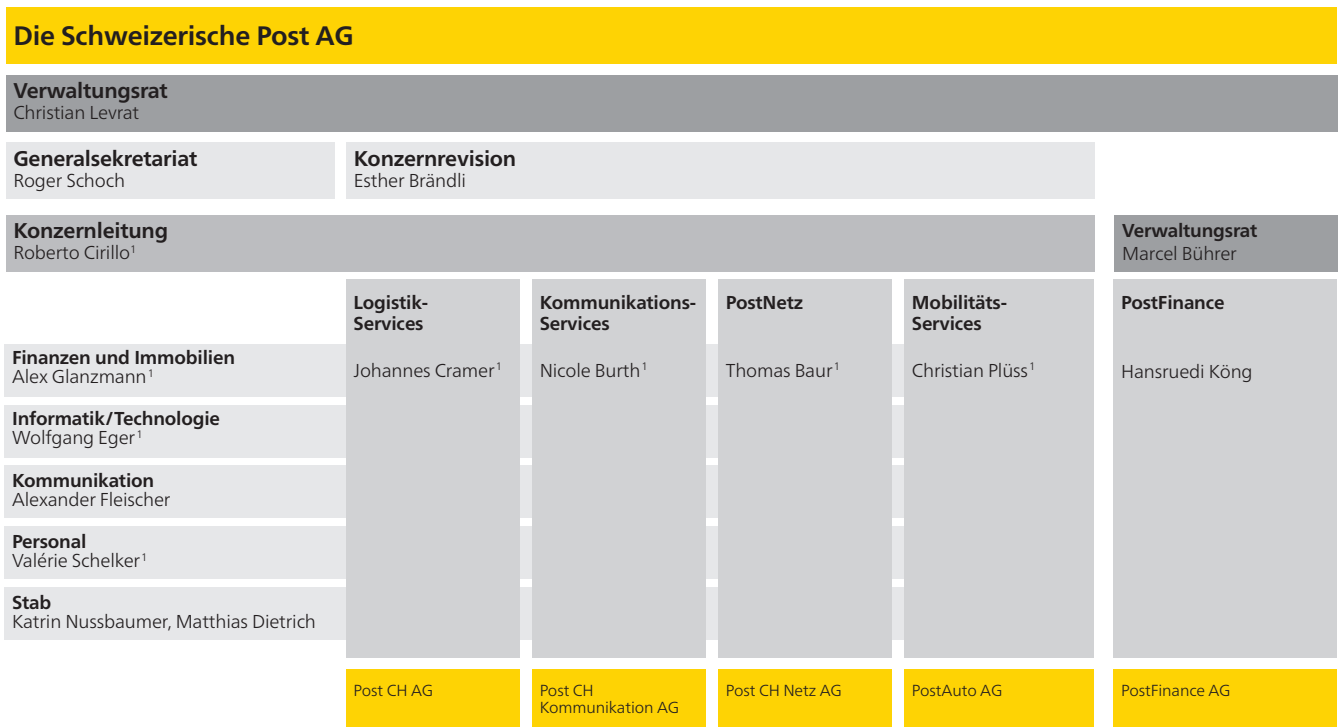 Die Schweizerische Post AG
Verwaltungsrat
Christian Levrat
Generalsekretariat
Roger Schoch
Konzernrevision
Esther Brändli
Konzernleitung
Roberto Cirillo¹
Verwaltungsrat
Marcel Bührer
Logistik-
Services
Kommunikations-
Services
PostNetz
Mobilitäts-
Services
PostFinance
Finanzen und Immobilien
Alex Glanzmann¹
Johannes Cramer¹
Nicole Burth¹
Thomas Baur¹
Christian Plüss¹
Hansruedi Köng
Informatik/Technologie
Wolfgang Eger¹
Kommunikation
Alexander Fleischer
Personal
Valérie Schelker¹
Stab
Katrin Nussbaumer, Matthias Dietrich
Post CH AG
Post CH
Kommunikation AG
Post CH Netz AG
PostAuto AG
PostFinance AG